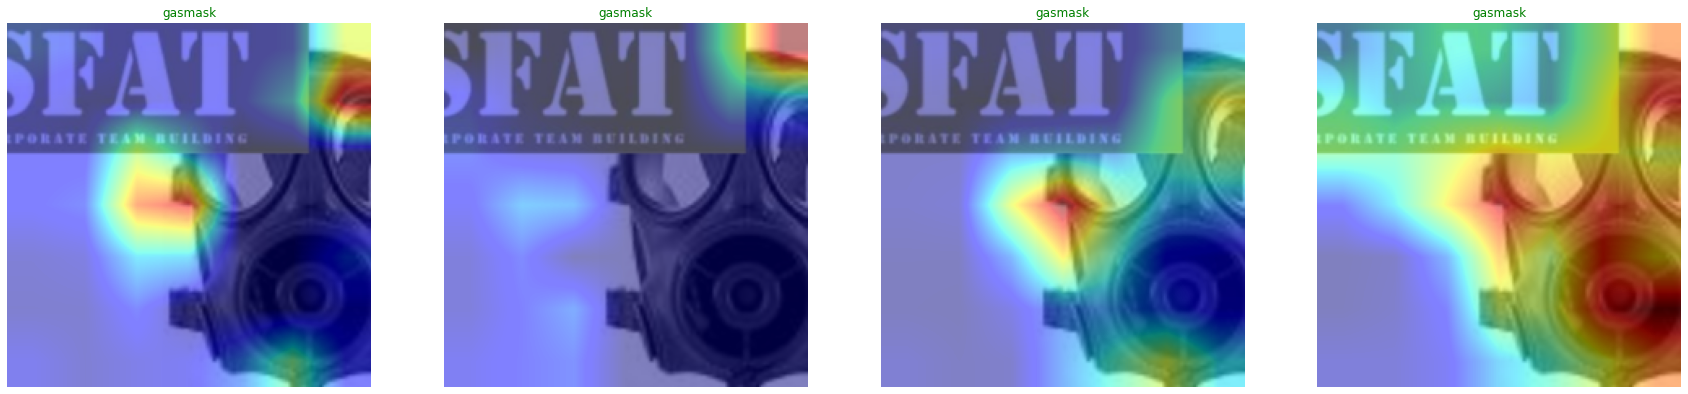 gasmask gasmask gasmask gasmask
SFAT SFAT SFAT SFAT
RPORATE TEAM BUILDING RPORATE TEAM BUILDING RPORATE TEAM BUILDING RPORATE TEAM BUILDING